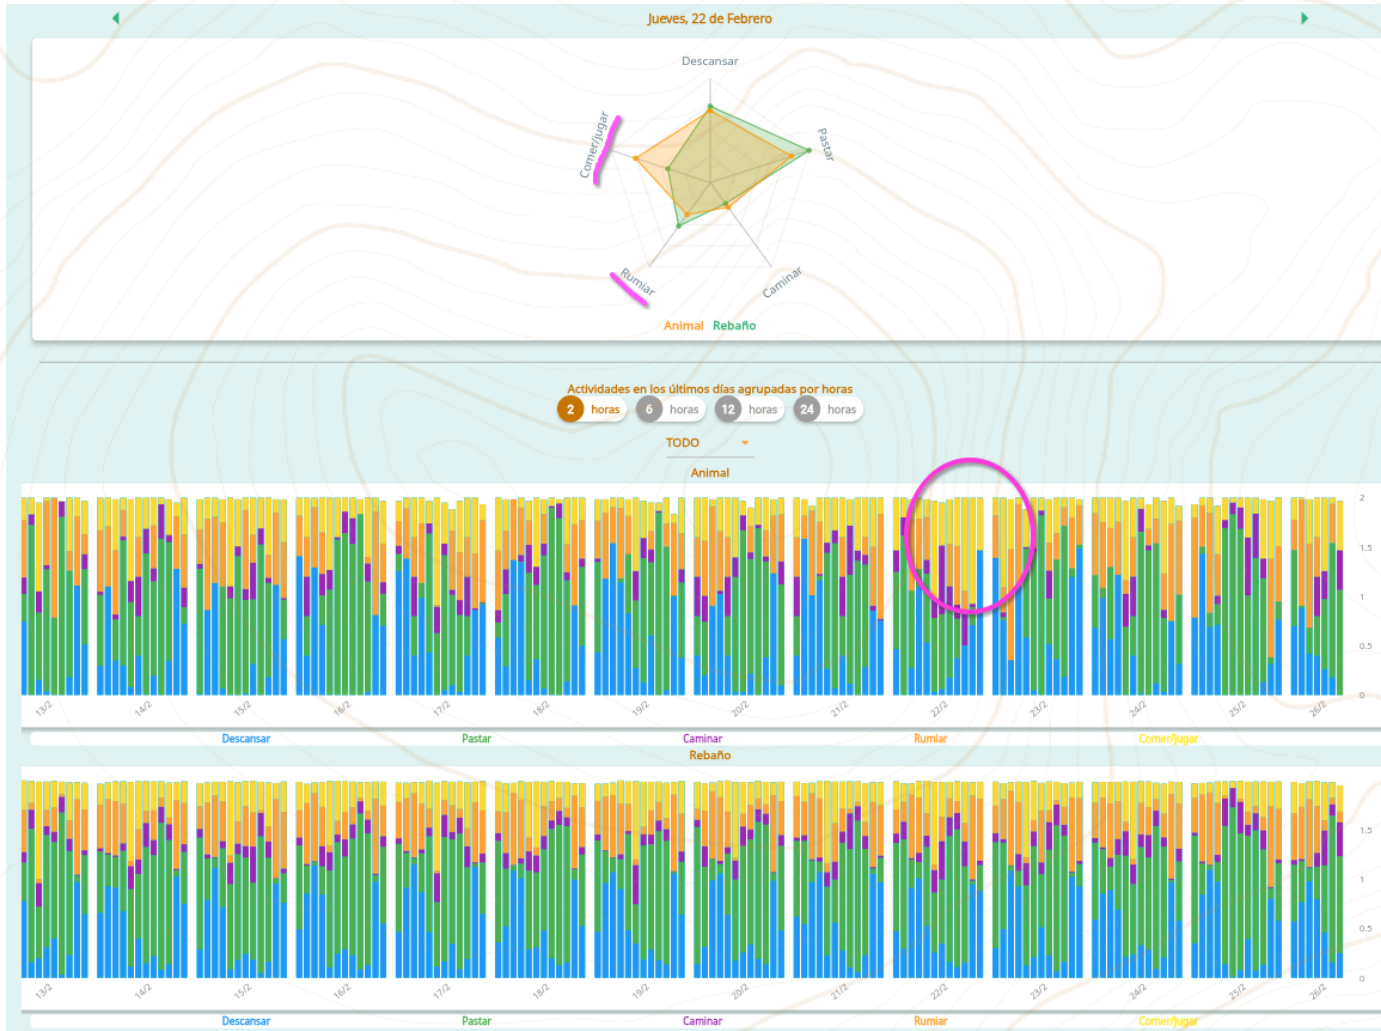 Jueves, 22 de Febrero
Descansar
Comer/jugar
Pastar
Rumiar
Caminar
Animal Rebaño
Actividades en los últimos días agrupadas por horas
2 horas 6 horas 12 horas 24 horas
TODO
Animal
2
1.5
1
0.5
0
13/2 14/2 15/2 16/2 17/2 18/2 19/2 20/2 21/2 22/2 23/2 24/2 25/2 26/2
Descansar Pastar Caminar Rumiar Comer/jugar
Rebaño
1.5
1
0.5
0
13/2 14/2 15/2 16/2 17/2 18/2 19/2 20/2 21/2 22/2 23/2 24/2 25/2 26/2
Descansar Pastar Caminar Rumiar Comer/jugar